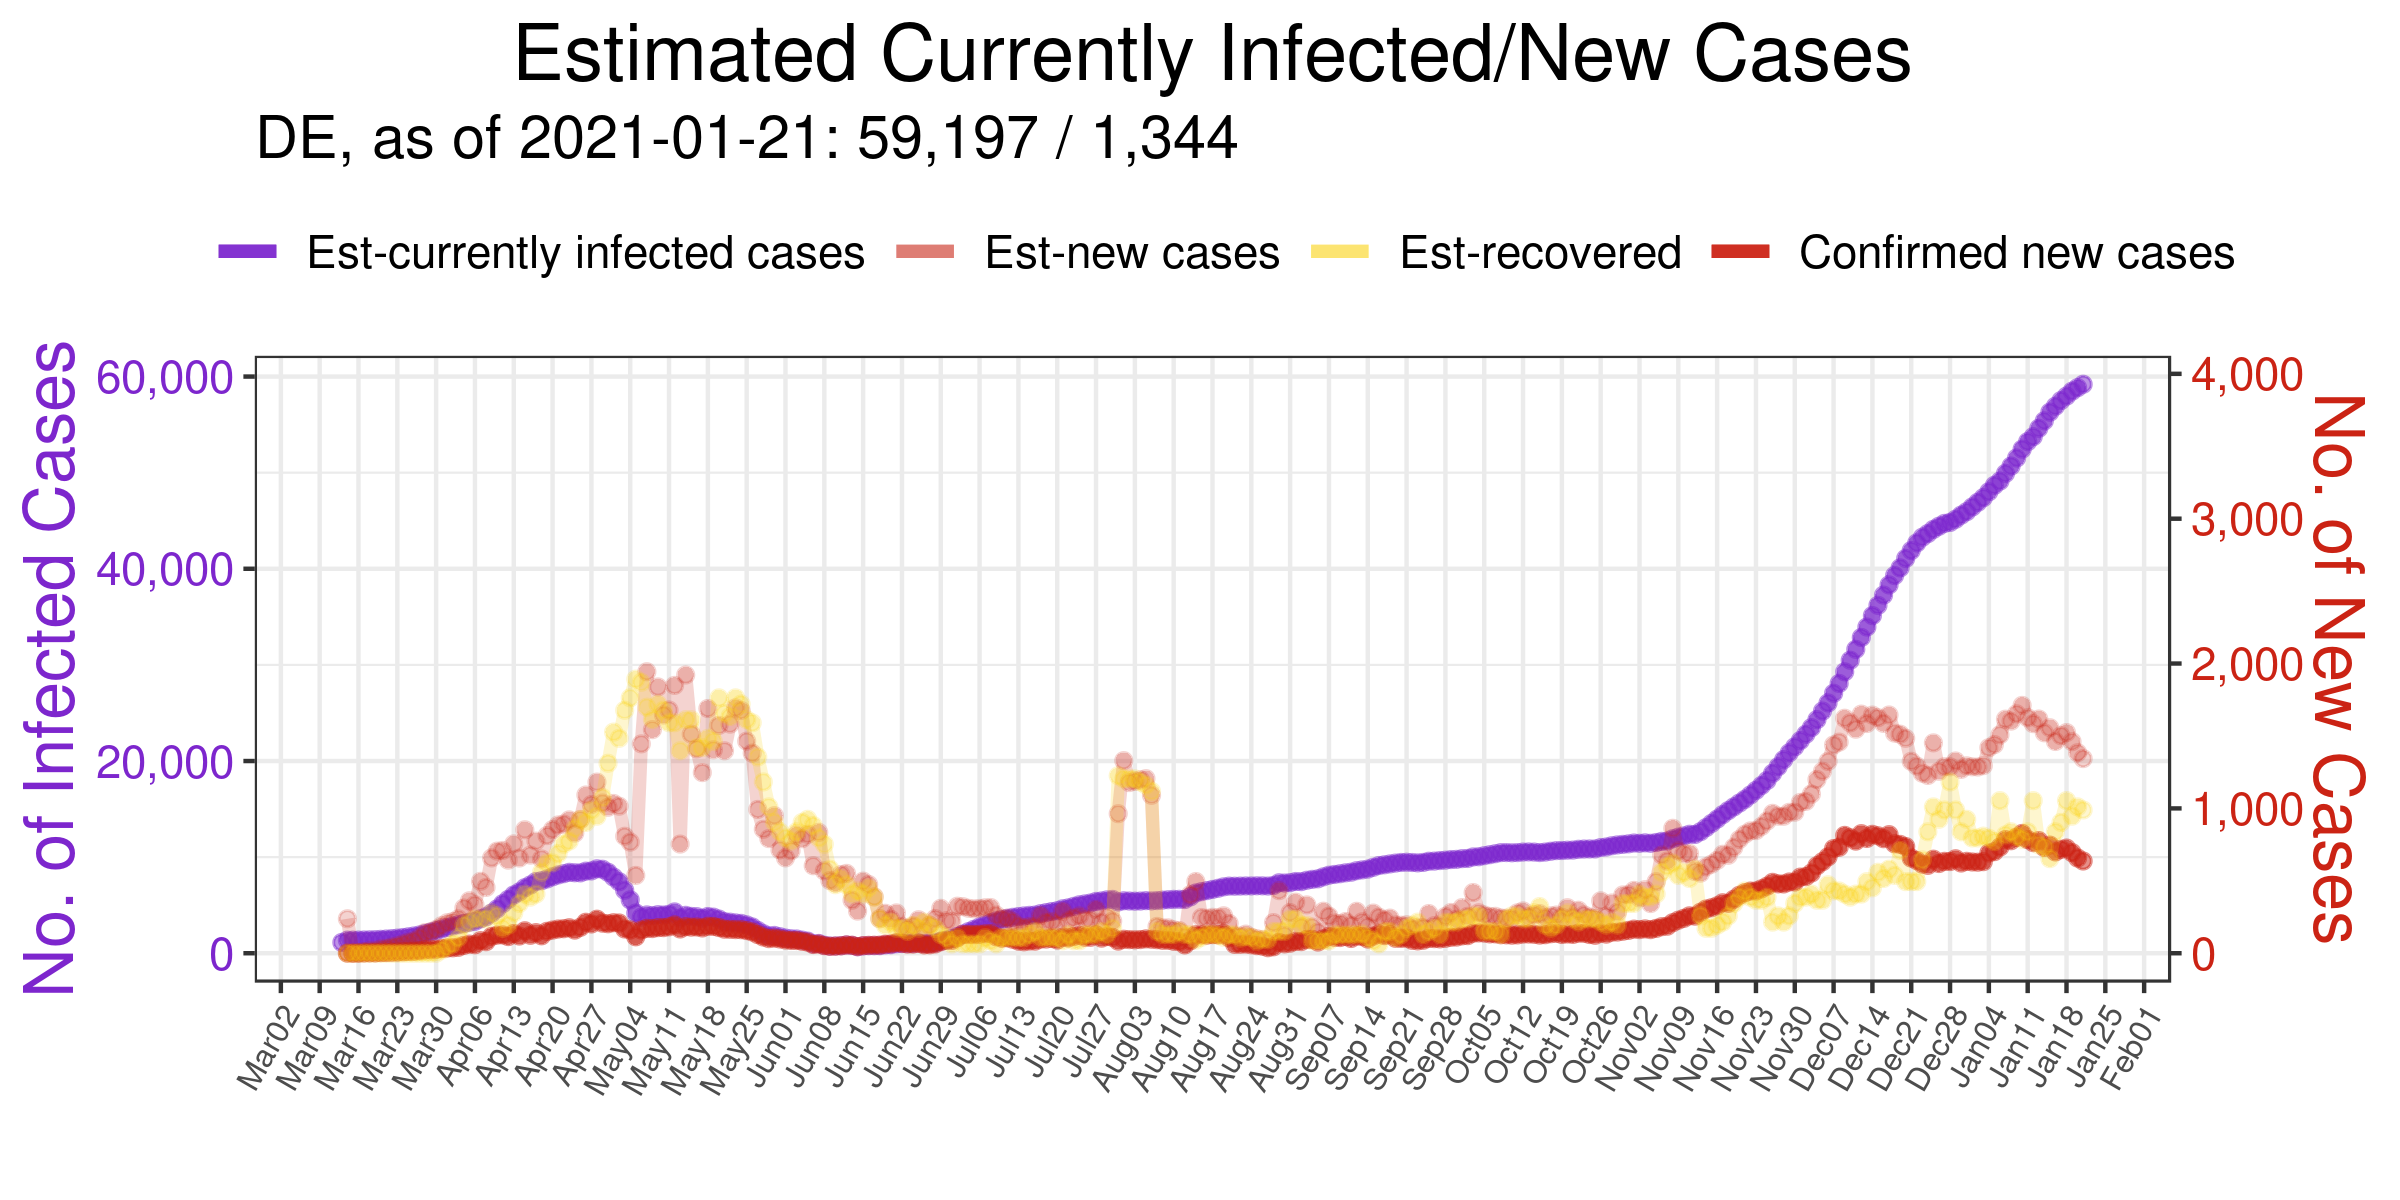 Estimated Currently Infected/New Cases
DE, as of 2021-01-21: 59,197 / 1,344
Est-currently infected cases Est-new cases Est-recovered Confirmed new cases
No. of Infected Cases
60,000
40,000
20,000
0
4,000
3,000
2,000
1,000
0
No. of New Cases
Mar02 Mar09 Mar16 Mar23 Mar30 Apr06 Apr13 Apr20 Apr27 May04 May11 May18 May25 Jun01 Jun08 Jun15 Jun22 Jun29 Jul06 Jul13 Jul20 Jul27 Aug03 Aug10 Aug17 Aug24 Aug31 Sep07 Sep14 Sep21 Sep28 Oct05 Oct12 Oct19 Oct26 Nov02 Nov09 Nov16 Nov23 Nov30 Dec07 Dec14 Dec21 Dec28 Jan04 Jan11 Jan18 Jan25 Feb01